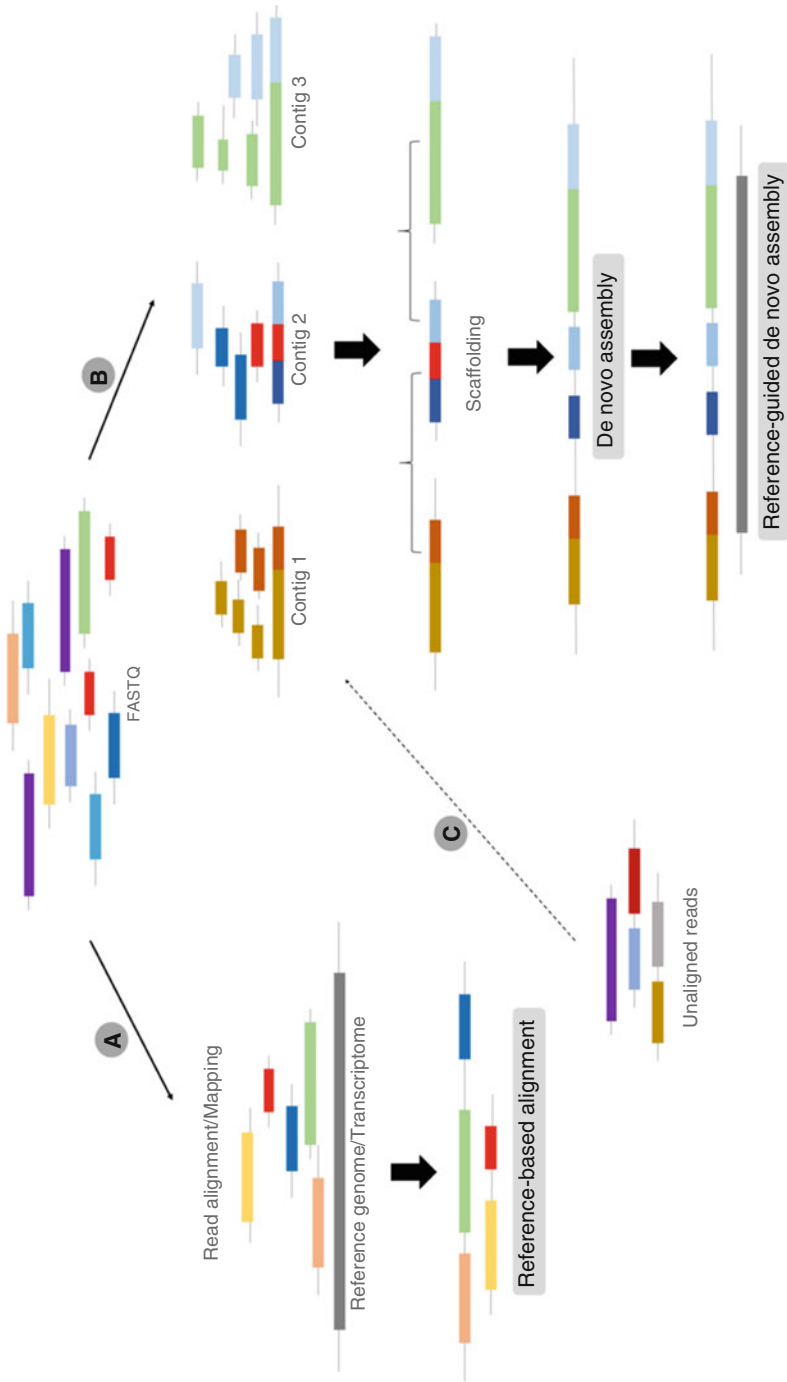 FASTQ
A
B
Read alignment/Mapping
Reference genome/Transcriptome
Reference-based alignment
Unaligned reads
C
Contig 1
Contig 2
Contig 3
Scaffolding
De novo assembly
Reference-guided de novo assembly